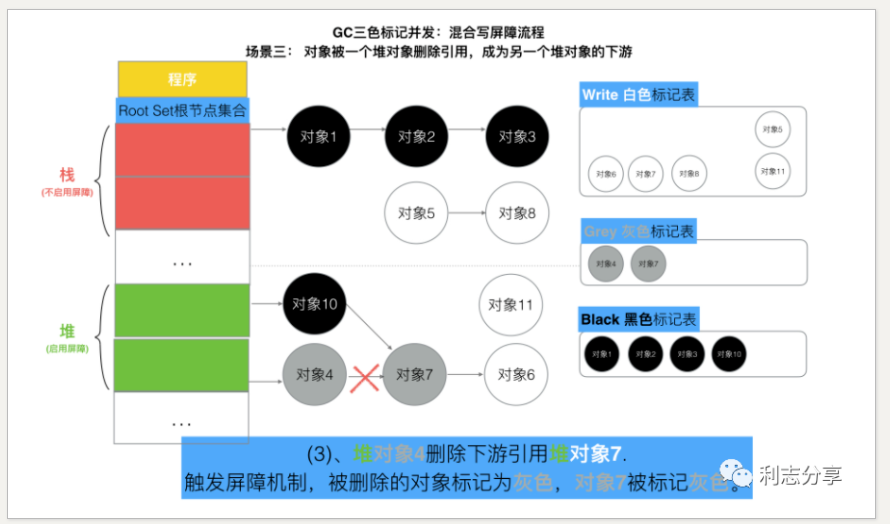 GC三色标记并发：混合写屏障流程
场景三： 对象被一个堆对象删除引用，成为另一个堆对象的下游
程序
Root Set根节点集合
栈
(不启用屏障)
...
堆
(启用屏障)
...
对象1
对象2
对象3
对象5
对象8
对象10
对象11
对象4
对象7
对象6
Write 白色标记表
对象5
对象6
对象7
对象8
对象11
Grey 灰色标记表
对象4
对象7
Black 黑色标记表
对象1
对象2
对象3
对象10
(3)、堆对象4删除下游引用堆对象7.
触发屏障机制，被删除的对象标记为灰色，对象7被标记灰色。
利志分享